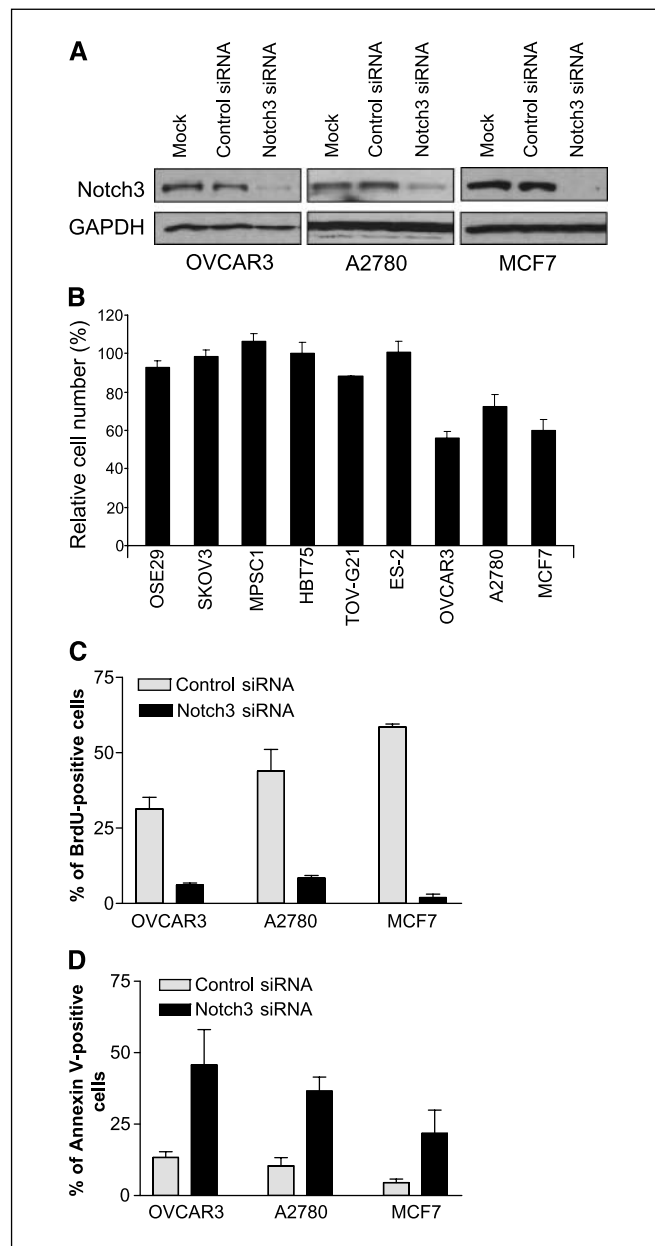 A
Mock
Control siRNA
Notch3 siRNA
Mock
Control siRNA
Notch3 siRNA
Mock
Control siRNA
Notch3 siRNA
Notch3
GAPDH
OVCAR3
A2780
MCF7
B
Relative cell number (%)
120
100
80
60
40
20
0
OSE29
SKOV3
MPSC1
HBT75
TOV-G21
ES-2
OVCAR3
A2780
MCF7
C
% of BrdU-positive cells
75
50
25
0
Control siRNA
Notch3 siRNA
OVCAR3
A2780
MCF7
D
% of Annexin V-positive
cells
75
50
25
0
Control siRNA
Notch3 siRNA
OVCAR3
A2780
MCF7